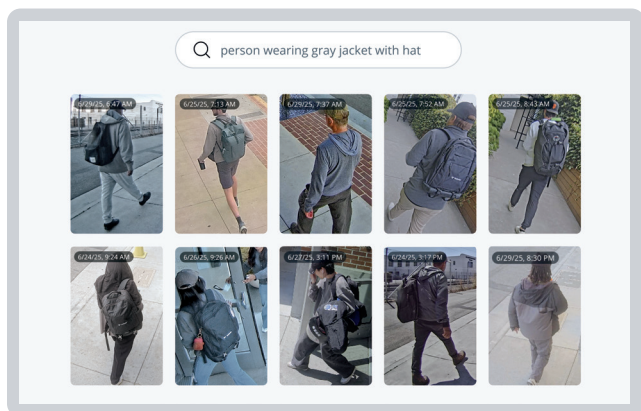 person wearing gray jacket with hat
6/29/25, 6:47 AM
6/25/25, 7:13 AM
6/29/25, 7:37 AM
6/25/25, 7:52 AM
6/25/25, 8:43 AM
6/24/25, 9:24 AM
6/26/25, 9:26 AM
6/27/25, 3:11 PM
6/24/25, 3:17 PM
6/29/25, 8:30 PM